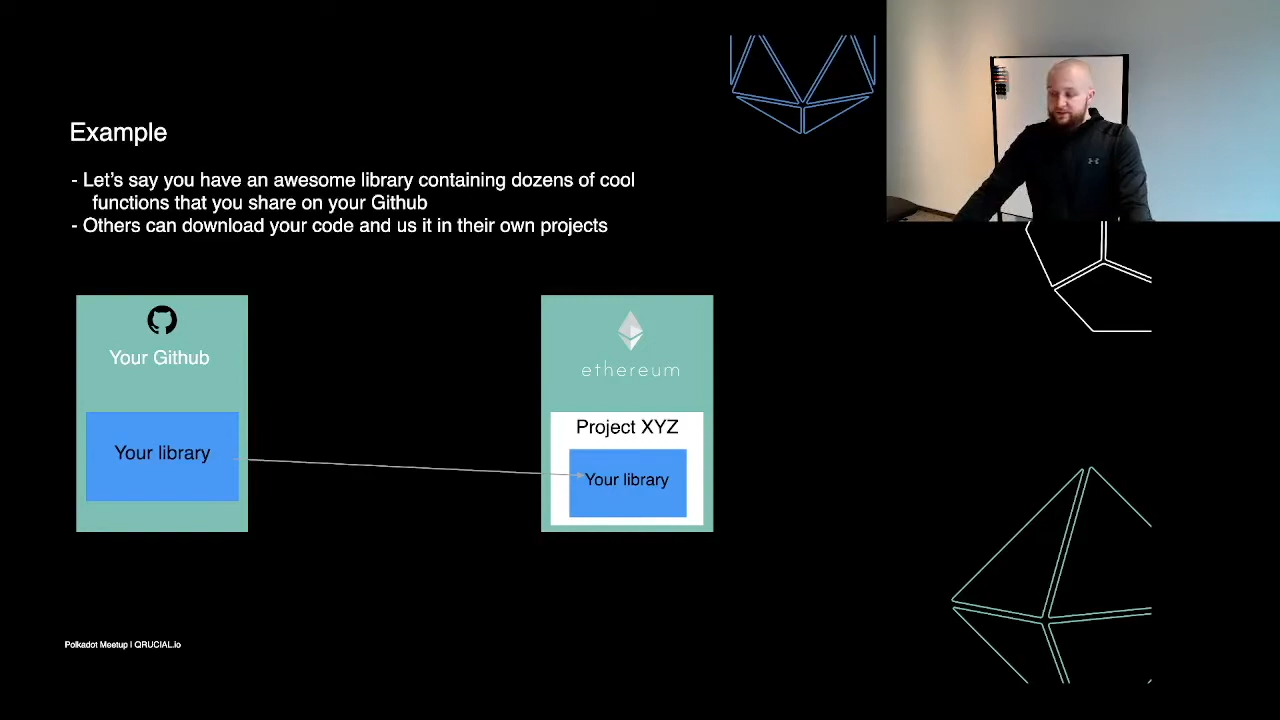 Example
- Let's say you have an awesome library containing dozens of cool
functions that you share on your Github
- Others can download your code and us it in their own projects
Your Github
Your library
ethereum
Project XYZ
Your library
Polkadot Meetup | QRUCIAL.io